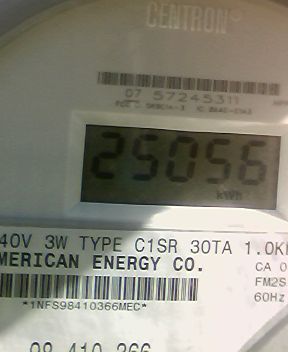 CENTRON®
07 57245311
25056
kWh
40V 3W TYPE C1SR 30TA 1.0K
MERICAN ENERGY CO.
CA 0
FM2S
60Hz
*1NFS98410366MEC*
98 410 366